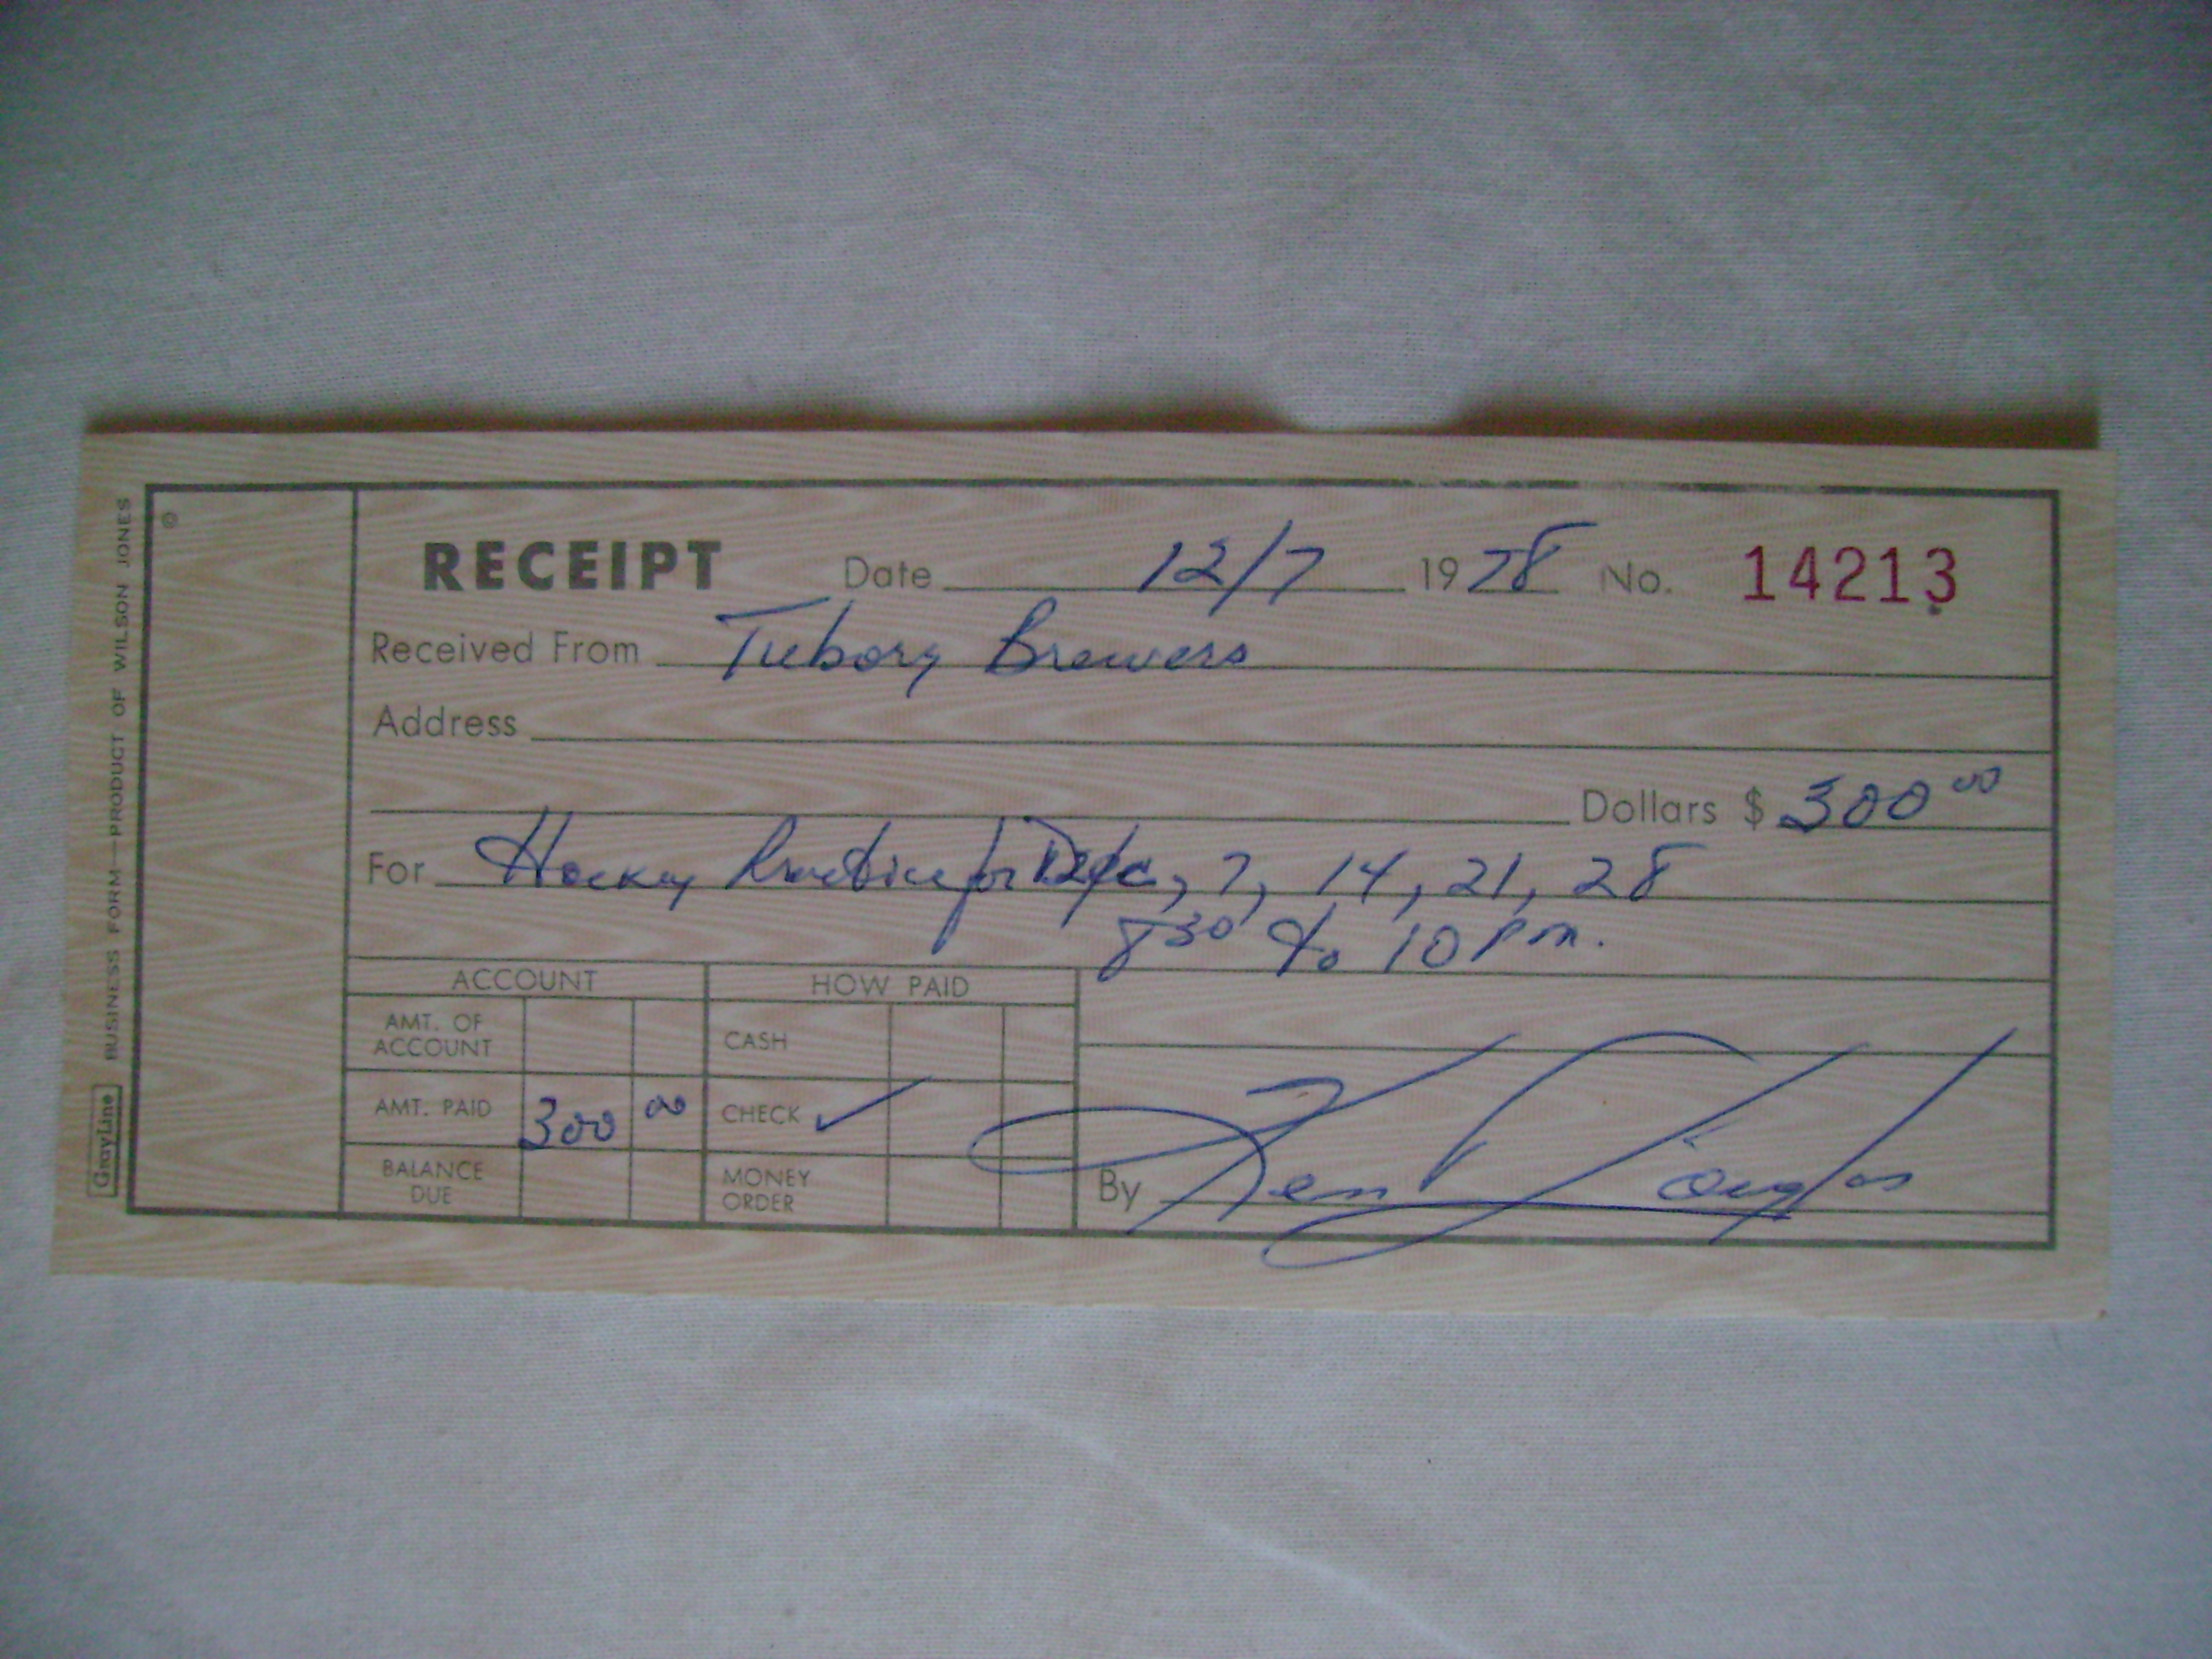 RECEIPT Date 12/7 1978 No. 14213
Received From Tuborg Brewers
Address
Dollars $ 300 00
For Hockey Practice for Dec, 7, 14, 21, 28
8 30 to 10 pm.
ACCOUNT HOW PAID
AMT. OF ACCOUNT CASH
AMT. PAID 300 00 CHECK ✓
BALANCE DUE MONEY ORDER
By Ken Douglas
GrayLine BUSINESS FORM—PRODUCT OF WILSON JONES
©